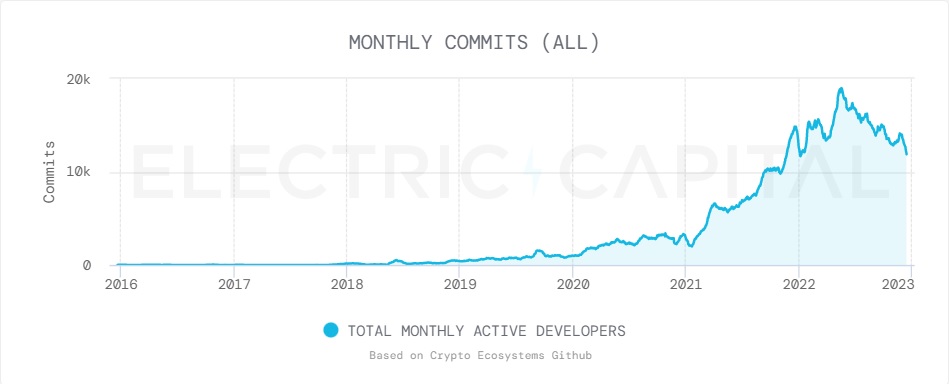 MONTHLY COMMITS (ALL)
20k
10k
0
Commits
ELECTRIC CAPITAL
2016 2017 2018 2019 2020 2021 2022 2023
TOTAL MONTHLY ACTIVE DEVELOPERS
Based on Crypto Ecosystems Github